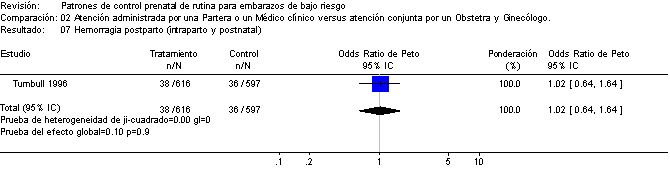 Revisión: Patrones de control prenatal de rutina para embarazos de bajo riesgo
Comparación: 02 Atención administrada por una Partera o un Médico clínico versus atención conjunta por un Obstetra y Ginecólogo.
Resultado: 07 Hemorragia postparto (intraparto y postnatal)
Estudio Tratamiento Control Odds Ratio de Peto Ponderación Odds Ratio de Peto
n/N n/N 95% IC (%) 95% IC
Turnbull 1996 38 /616 36 /597 100.0 1.02 [ 0.64, 1.64 ]
Total (95% IC) 38 /616 36 /597 100.0 1.02 [ 0.64, 1.64 ]
Prueba de heterogeneidad de ji-cuadrado=0.00 gl=0
Prueba del efecto global=0.10 p=0.9
.1 .2 1 5 10